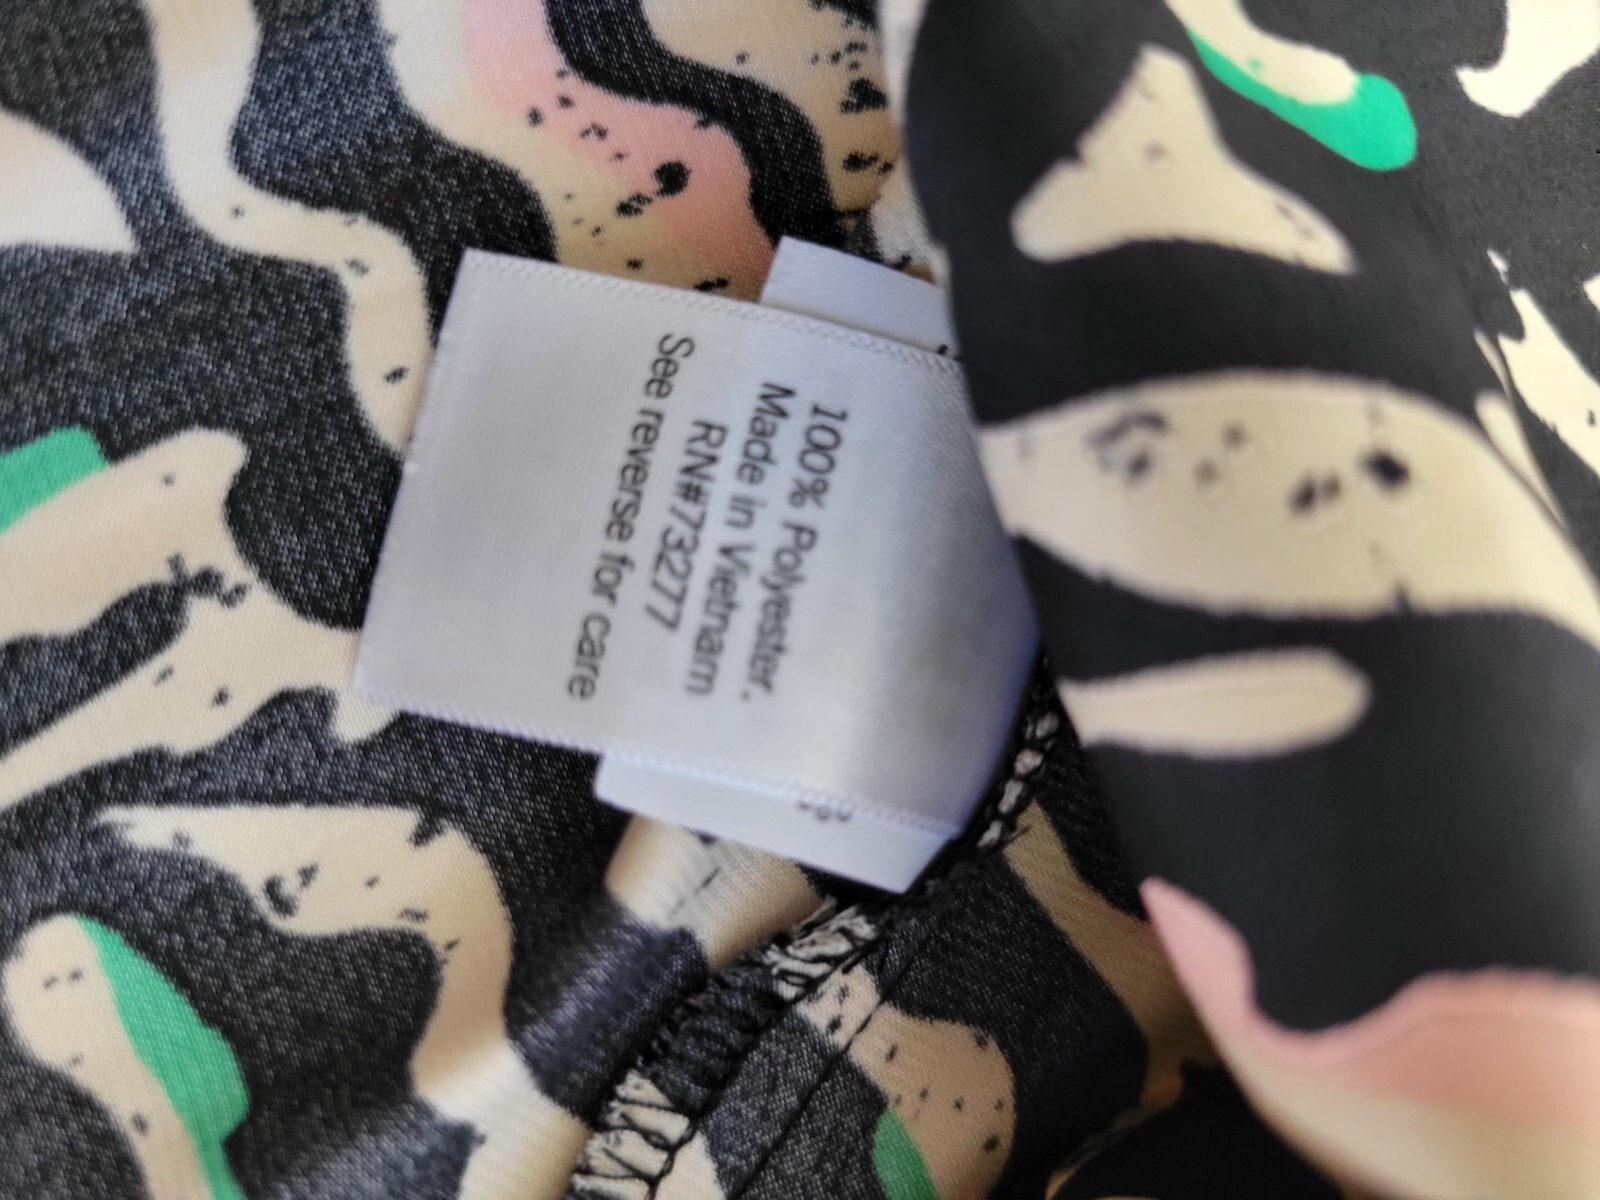 100% Polyester.
Made in Vietnam
RN#73277
See reverse for care